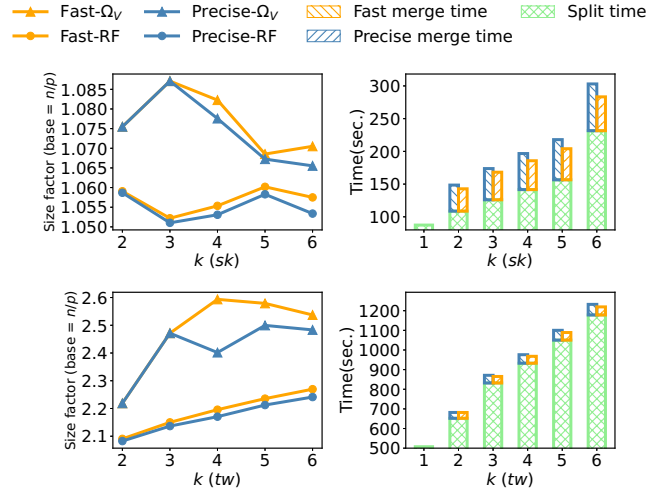 Fast-Ω_V Precise-Ω_V Fast merge time Split time
Fast-RF Precise-RF Precise merge time
Size factor (base = n/p)
1.085
1.080
1.075
1.070
1.065
1.060
1.055
1.050
2 3 4 5 6
k (sk)
Time(sec.)
300
250
200
150
100
1 2 3 4 5 6
k (sk)
Size factor (base = n/p)
2.6
2.5
2.4
2.3
2.2
2.1
2 3 4 5 6
k (tw)
Time(sec.)
1200
1100
1000
900
800
700
600
500
1 2 3 4 5 6
k (tw)